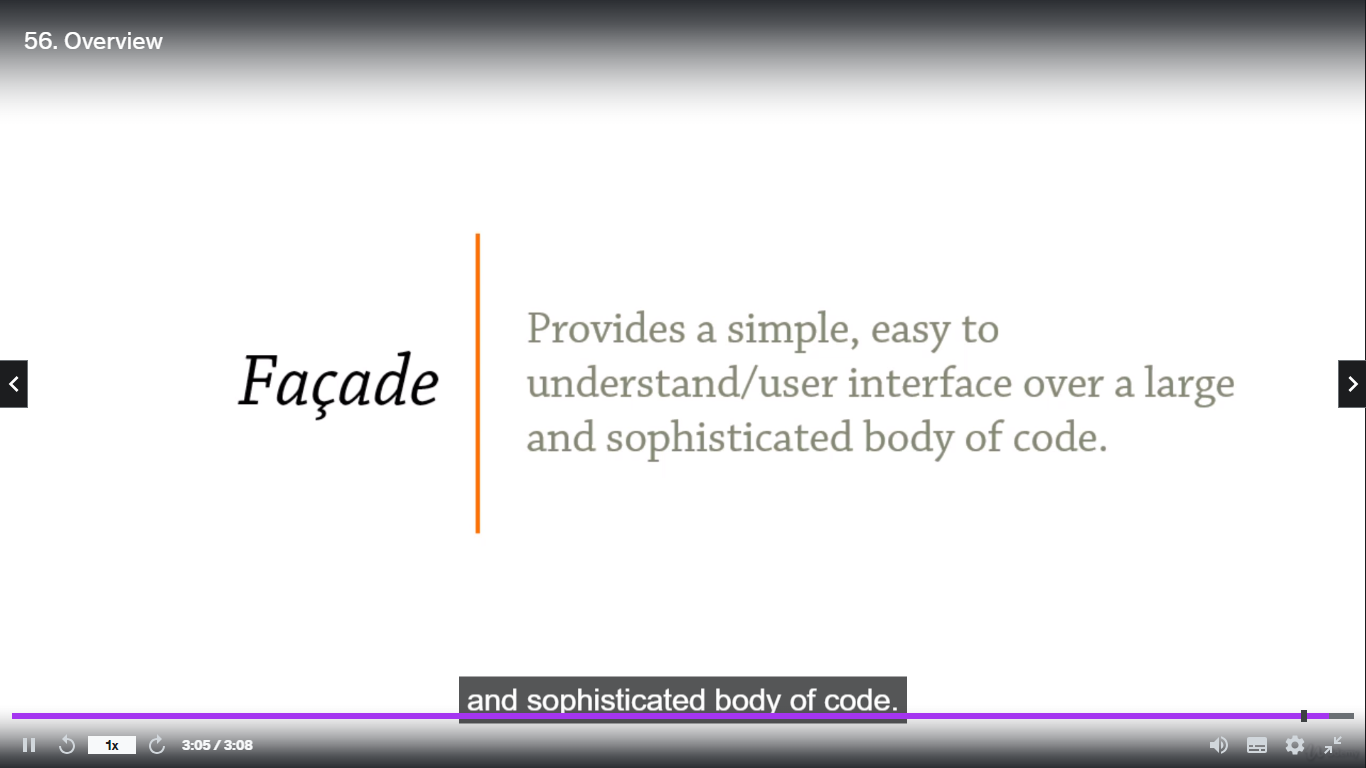 56. Overview
Façade
Provides a simple, easy to
understand/user interface over a large
and sophisticated body of code.
and sophisticated body of code.
1x
3:05 / 3:08